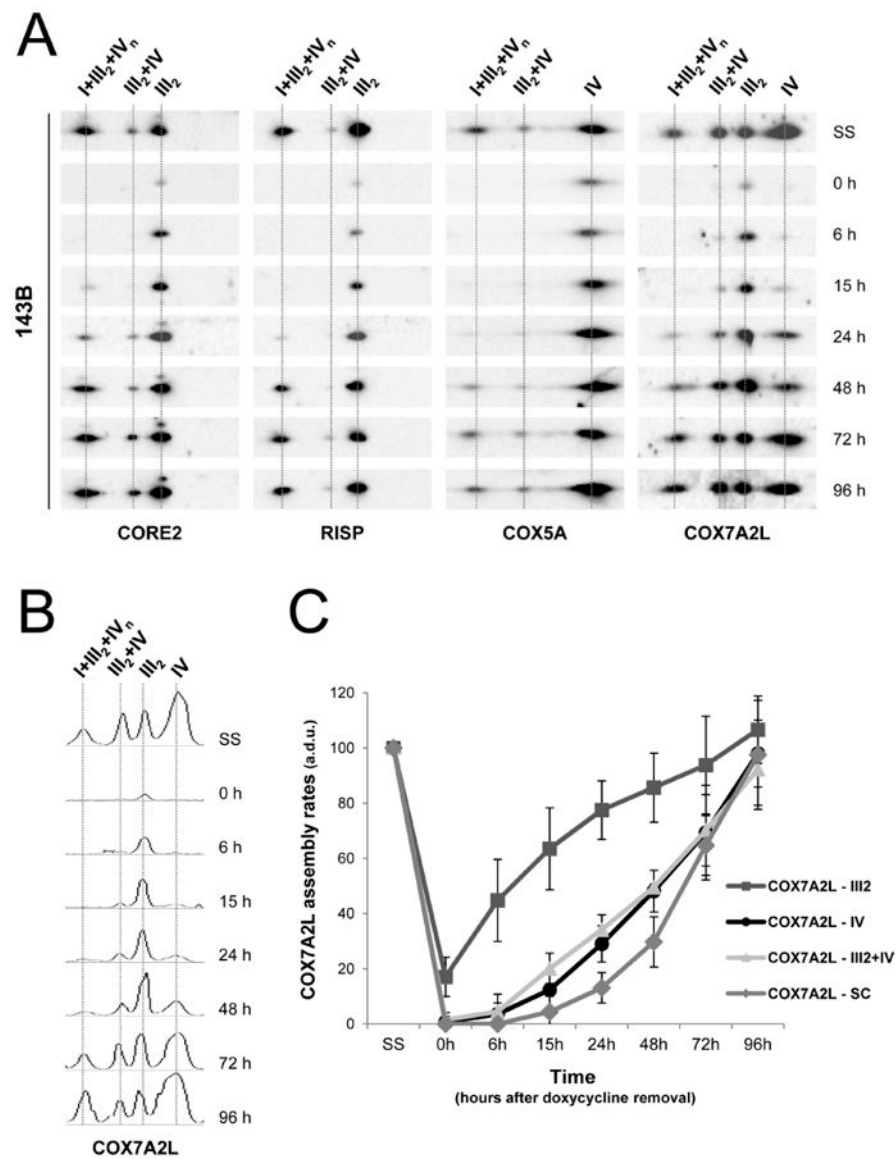 A
I+III₂+IVₙ III₂+IV III₂ I+III₂+IVₙ III₂+IV III₂ I+III₂+IVₙ III₂+IV IV I+III₂+IVₙ III₂+IV III₂ IV
143B
SS
0 h
6 h
15 h
24 h
48 h
72 h
96 h
CORE2 RISP COX5A COX7A2L
B
I+III₂+IVₙ III₂+IV III₂ IV
SS
0 h
6 h
15 h
24 h
48 h
72 h
96 h
COX7A2L
C
COX7A2L assembly rates (a.d.u.)
120
100
80
60
40
20
0
SS 0h 6h 15h 24h 48h 72h 96h
Time
(hours after doxycycline removal)
COX7A2L - III2
COX7A2L - IV
COX7A2L - III2+IV
COX7A2L - SC